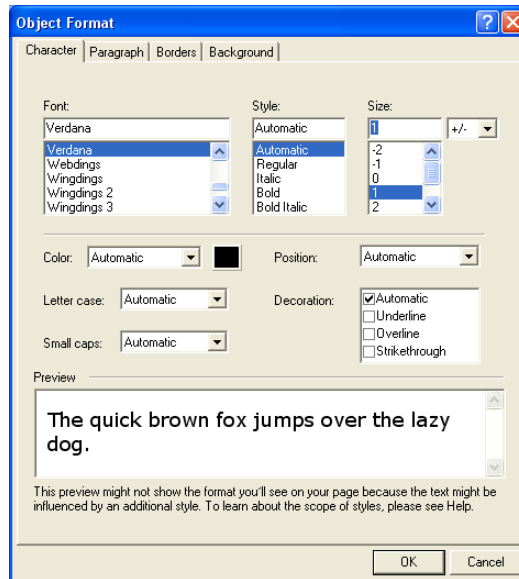 Object Format
Character Paragraph Borders Background
Font: Style: Size:
Verdana Automatic 1 +/-
Verdana Automatic -2
Webdings Regular -1
Wingdings Italic 0
Wingdings 2 Bold 1
Wingdings 3 Bold Italic 2
Color: Automatic Position: Automatic
Letter case: Automatic Decoration: Automatic
Underline
Overline
Small caps: Automatic Strikethrough
Preview
The quick brown fox jumps over the lazy
dog.
This preview might not show the format you'll see on your page because the text might be
influenced by an additional style. To learn about the scope of styles, please see Help.
OK Cancel